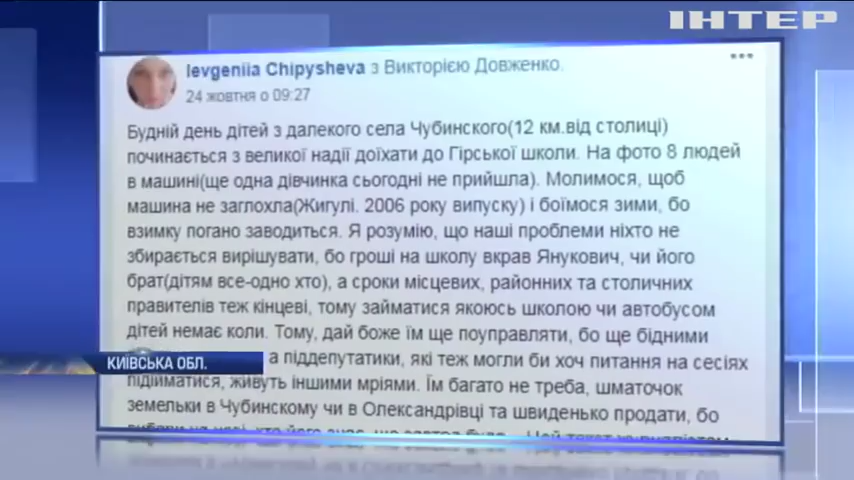 ІНТЕР
Ievgeniia Chipysheva з Викторією Довженко.
24 жовтня о 09:27
Будній день дітей з далекого села Чубинского(12 км.від столиці)
починається з великої надії доїхати до Гірської школи. На фото 8 людей
в машині(ще одна дівчинка сьогодні не прийшла). Молимося, щоб
машина не заглохла(Жигулі. 2006 року випуску) і боїмося зими, бо
взимку погано заводиться. Я розумію, що наші проблеми ніхто не
збирається вирішувати, бо гроші на школу вкрав Янукович, чи його
брат(дітям все-одно хто), а сроки місцевих, районних та столичних
правителів теж кінцеві, тому займатися якоюсь школою чи автобусом
дітей немає коли. Тому, дай боже їм ще поуправляти, бо ще бідними
КИЇВСЬКА ОБЛ.
а піддепутатики, які теж могли би хоч питання на сесіях
підійматися, живуть іншими мріями. Їм багато не треба, шматочок
земельки в Чубинскому чи в Олександрівці та швиденько продати, бо